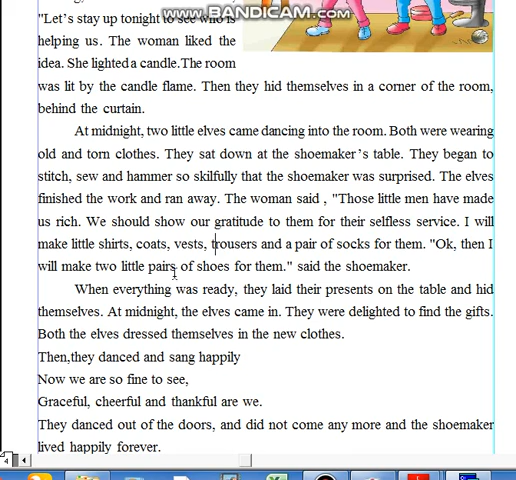 www.BANDICAM.com
"Let's stay up tonight to see who is
helping us. The woman liked the
idea. She lighted a candle.The room
was lit by the candle flame. Then they hid themselves in a corner of the room,
behind the curtain.
At midnight, two little elves came dancing into the room. Both were wearing
old and torn clothes. They sat down at the shoemaker's table. They began to
stitch, sew and hammer so skilfully that the shoemaker was surprised. The elves
finished the work and ran away. The woman said , "Those little men have made
us rich. We should show our gratitude to them for their selfless service. I will
make little shirts, coats, vests, trousers and a pair of socks for them. "Ok, then I
will make two little pairs of shoes for them." said the shoemaker.
When everything was ready, they laid their presents on the table and hid
themselves. At midnight, the elves came in. They were delighted to find the gifts.
Both the elves dressed themselves in the new clothes.
Then,they danced and sang happily
Now we are so fine to see,
Graceful, cheerful and thankful are we.
They danced out of the doors, and did not come any more and the shoemaker
lived happily forever.
4